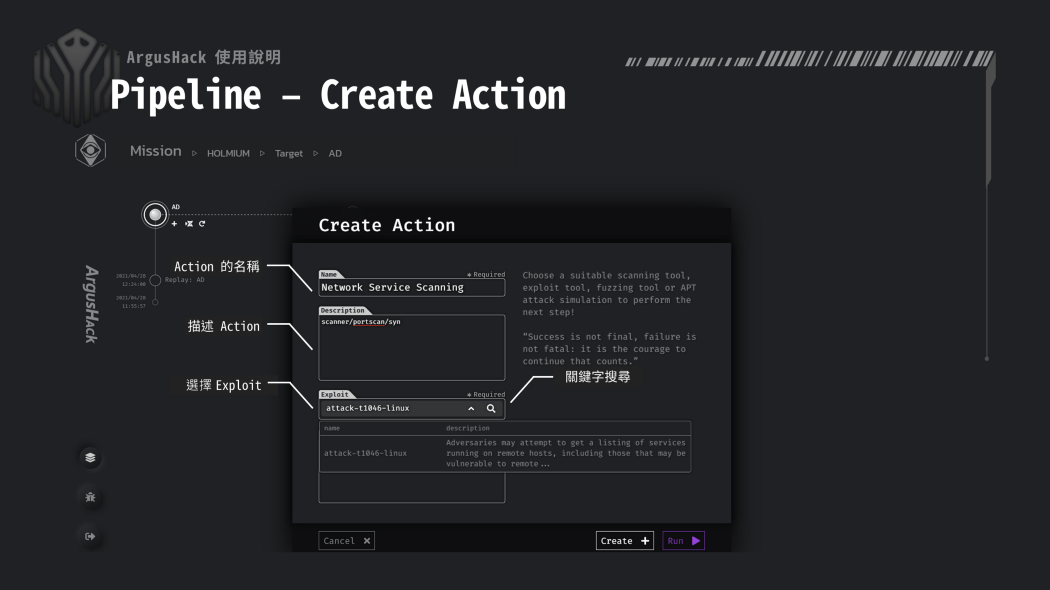 ArgusHack 使用說明
Pipeline – Create Action
Mission ▷ HOLMIUM ▷ Target ▷ AD
AD
Create Action
Action 的名稱
Name
* Required
Network Service Scanning
2021/04/28
Replay: AD
11:55:57
ArgusHack
描述 Action
Description
scanner/portscan/syn
Choose a suitable scanning tool,
exploit tool, fuzzing tool or APT
attack simulation to perform the
next step!
"Success is not final, failure is
not fatal: it is the courage to
continue that counts."
選擇 Exploit
關鍵字搜尋
Exploit
* Required
attack-t1046-linux
name
description
attack-t1046-linux
Adversaries may attempt to get a listing of services
running on remote hosts, including those that may be
vulnerable to remote...
Cancel
Create
Run